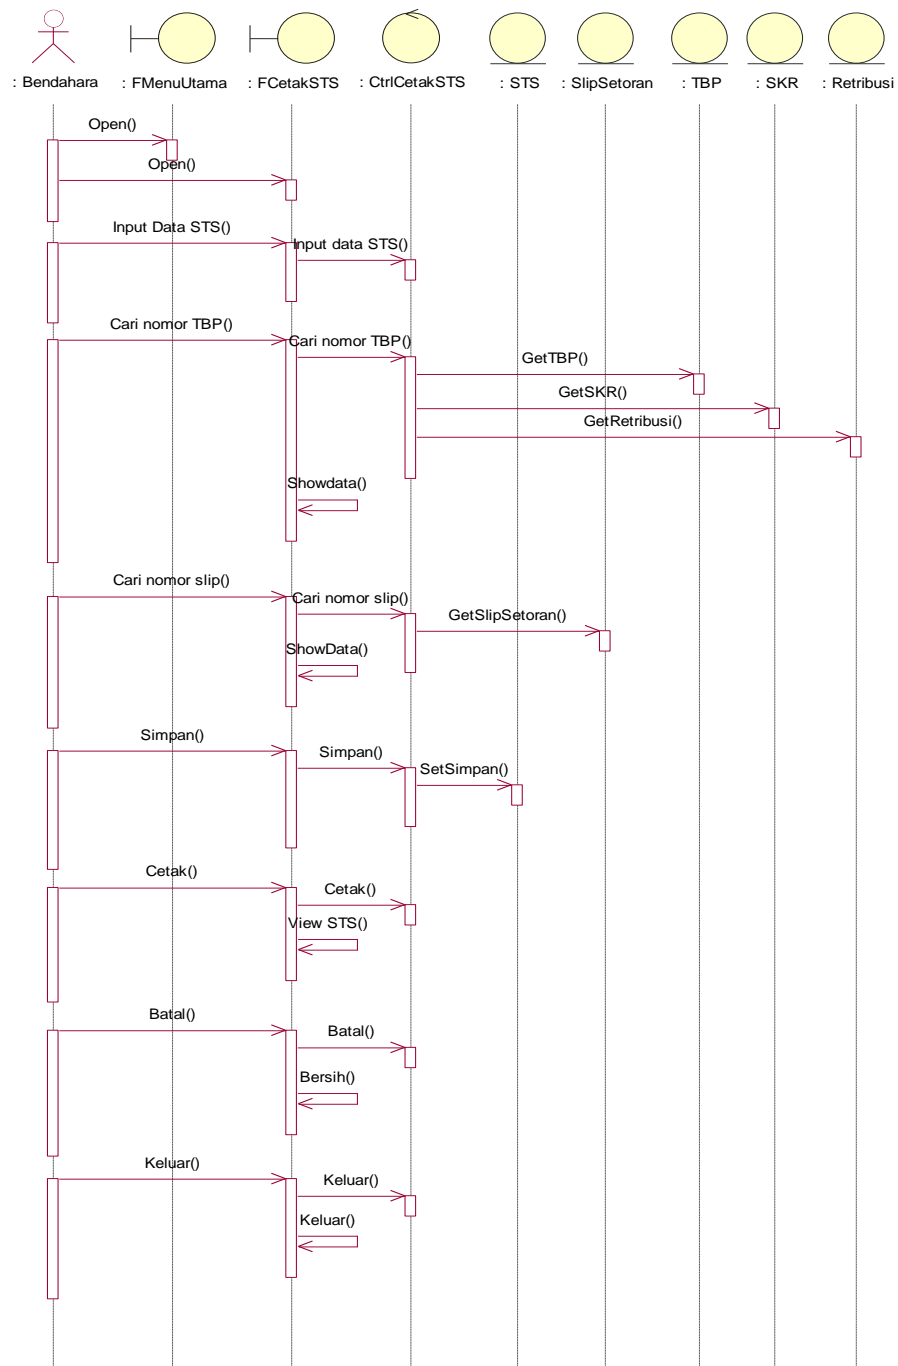 : Bendahara
: FMenuUtama
: FCetakSTS
: CtrlCetakSTS
: STS
: SlipSetoran
: TBP
: SKR
: Retribusi
Open()
Open()
Input Data STS()
Input data STS()
Cari nomor TBP()
Cari nomor TBP()
GetTBP()
GetSKR()
GetRetribusi()
Showdata()
Cari nomor slip()
Cari nomor slip()
GetSlipSetoran()
ShowData()
Simpan()
Simpan()
SetSimpan()
Cetak()
Cetak()
View STS()
Batal()
Batal()
Bersih()
Keluar()
Keluar()
Keluar()